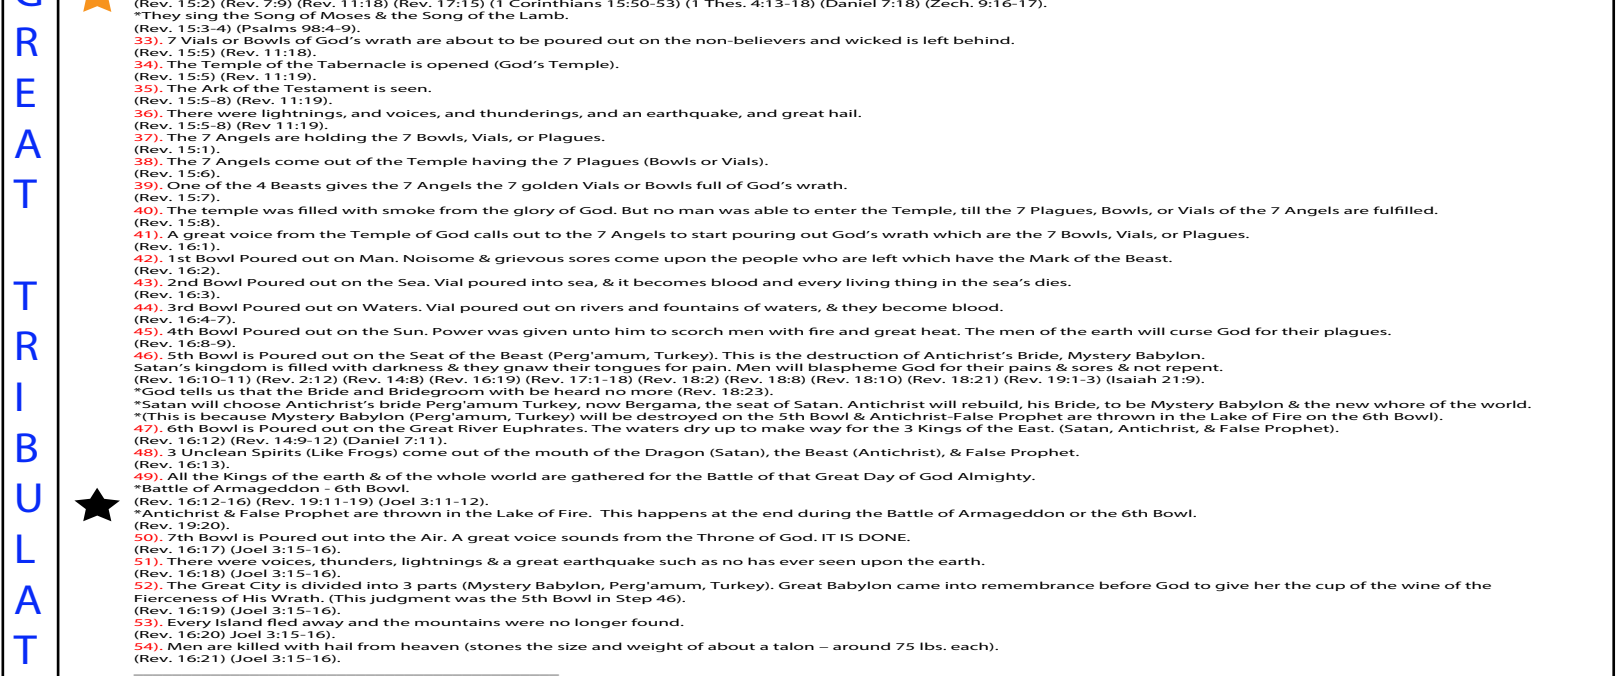 G
R
E
A
T
T
R
I
B
U
L
A
T
(Rev. 15:2) (Rev. 7:9) (Rev. 11:18) (Rev. 17:15) (1 Corinthians 15:50-53) (1 Thes. 4:13-18) (Daniel 7:18) (Zech. 9:16-17).
*They sing the Song of Moses & the Song of the Lamb.
(Rev. 15:3-4) (Psalms 98:4-9).
33). 7 Vials or Bowls of God's wrath are about to be poured out on the non-believers and wicked is left behind.
(Rev. 15:5) (Rev. 11:18).
34). The Temple of the Tabernacle is opened (God's Temple).
(Rev. 15:5) (Rev. 11:19).
35). The Ark of the Testament is seen.
(Rev. 15:5-8) (Rev. 11:19).
36). There were lightnings, and voices, and thunderings, and an earthquake, and great hail.
(Rev. 15:5-8) (Rev 11:19).
37). The 7 Angels are holding the 7 Bowls, Vials, or Plagues.
(Rev. 15:1).
38). The 7 Angels come out of the Temple having the 7 Plagues (Bowls or Vials).
(Rev. 15:6).
39). One of the 4 Beasts gives the 7 Angels the 7 golden Vials or Bowls full of God's wrath.
(Rev. 15:7).
40). The temple was filled with smoke from the glory of God. But no man was able to enter the Temple, till the 7 Plagues, Bowls, or Vials of the 7 Angels are fulfilled.
(Rev. 15:8).
41). A great voice from the Temple of God calls out to the 7 Angels to start pouring out God's wrath which are the 7 Bowls, Vials, or Plagues.
(Rev. 16:1).
42). 1st Bowl Poured out on Man. Noisome & grievous sores come upon the people who are left which have the Mark of the Beast.
(Rev. 16:2).
43). 2nd Bowl Poured out on the Sea. Vial poured into sea, & it becomes blood and every living thing in the sea's dies.
(Rev. 16:3).
44). 3rd Bowl Poured out on Waters. Vial poured out on rivers and fountains of waters, & they become blood.
(Rev. 16:4-7).
45). 4th Bowl Poured out on the Sun. Power was given unto him to scorch men with fire and great heat. The men of the earth will curse God for their plagues.
(Rev. 16:8-9).
46). 5th Bowl is Poured out on the Seat of the Beast (Perg'amum, Turkey). This is the destruction of Antichrist's Bride, Mystery Babylon.
Satan's kingdom is filled with darkness & they gnaw their tongues for pain. Men will blaspheme God for their pains & sores & not repent.
(Rev. 16:10-11) (Rev. 2:12) (Rev. 14:8) (Rev. 16:19) (Rev. 17:1-18) (Rev. 18:2) (Rev. 18:8) (Rev. 18:10) (Rev. 18:21) (Rev. 19:1-3) (Isaiah 21:9).
*God tells us that the Bride and Bridegroom with be heard no more (Rev. 18:23).
*Satan will choose Antichrist's bride Perg'amum Turkey, now Bergama, the seat of Satan. Antichrist will rebuild, his Bride, to be Mystery Babylon & the new whore of the world.
*(This is because Mystery Babylon (Perg'amum, Turkey) will be destroyed on the 5th Bowl & Antichrist-False Prophet are thrown in the Lake of Fire on the 6th Bowl).
47). 6th Bowl is Poured out on the Great River Euphrates. The waters dry up to make way for the 3 Kings of the East. (Satan, Antichrist, & False Prophet).
(Rev. 16:12) (Rev. 14:9-12) (Daniel 7:11).
48). 3 Unclean Spirits (Like Frogs) come out of the mouth of the Dragon (Satan), the Beast (Antichrist), & False Prophet.
(Rev. 16:13).
49). All the Kings of the earth & of the whole world are gathered for the Battle of that Great Day of God Almighty.
*Battle of Armageddon - 6th Bowl.
(Rev. 16:12-16) (Rev. 19:11-19) (Joel 3:11-12).
*Antichrist & False Prophet are thrown in the Lake of Fire.  This happens at the end during the Battle of Armageddon or the 6th Bowl.
(Rev. 19:20).
50). 7th Bowl is Poured out into the Air. A great voice sounds from the Throne of God. IT IS DONE.
(Rev. 16:17) (Joel 3:15-16).
51). There were voices, thunders, lightnings & a great earthquake such as no has ever seen upon the earth.
(Rev. 16:18) (Joel 3:15-16).
52). The Great City is divided into 3 parts (Mystery Babylon, Perg'amum, Turkey). Great Babylon came into remembrance before God to give her the cup of the wine of the
Fierceness of His Wrath. (This judgment was the 5th Bowl in Step 46).
(Rev. 16:19) (Joel 3:15-16).
53). Every Island fled away and the mountains were no longer found.
(Rev. 16:20) Joel 3:15-16).
54). Men are killed with hail from heaven (stones the size and weight of about a talon – around 75 lbs. each).
(Rev. 16:21) (Joel 3:15-16).